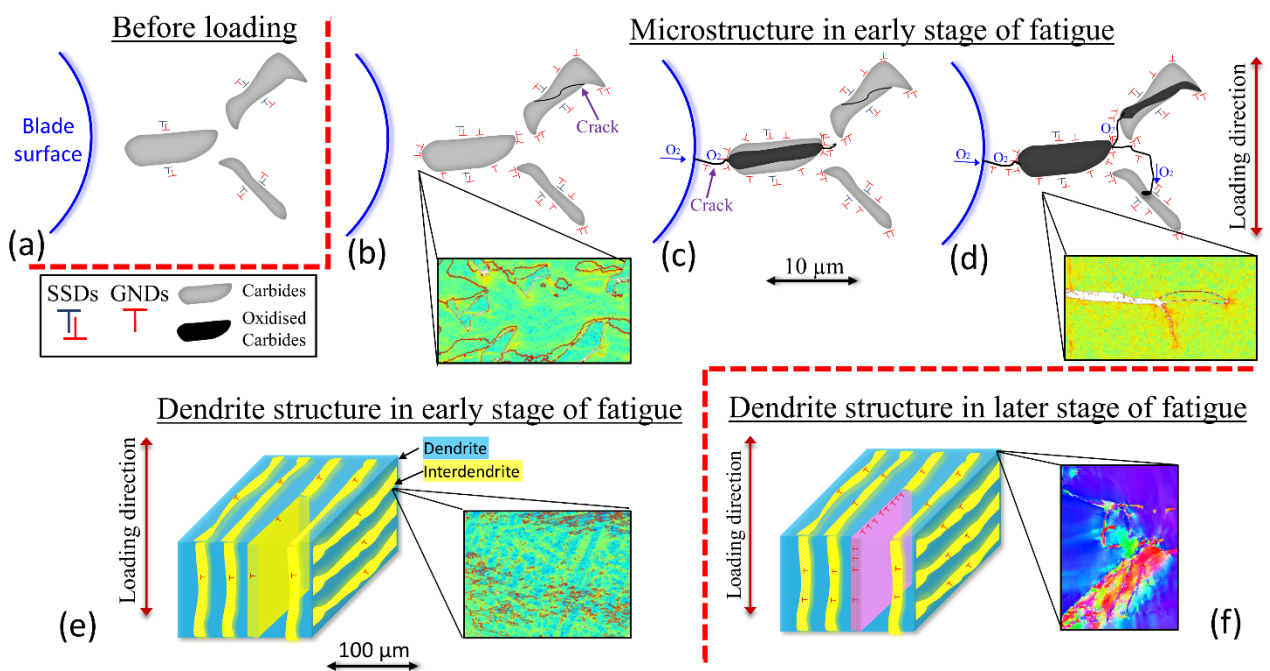 Before loading
Blade
surface
(a)
SSDs
GNDs
Carbides
Oxidised
Carbides
Microstructure in early stage of fatigue
Crack
(b)
O₂
O₂
Crack
(c)
10 µm
O₂
O₂
O₂
O₂
(d)
Loading direction
Dendrite structure in early stage of fatigue
Loading direction
Dendrite
Interdendrite
(e)
100 µm
Dendrite structure in later stage of fatigue
Loading direction
(f)